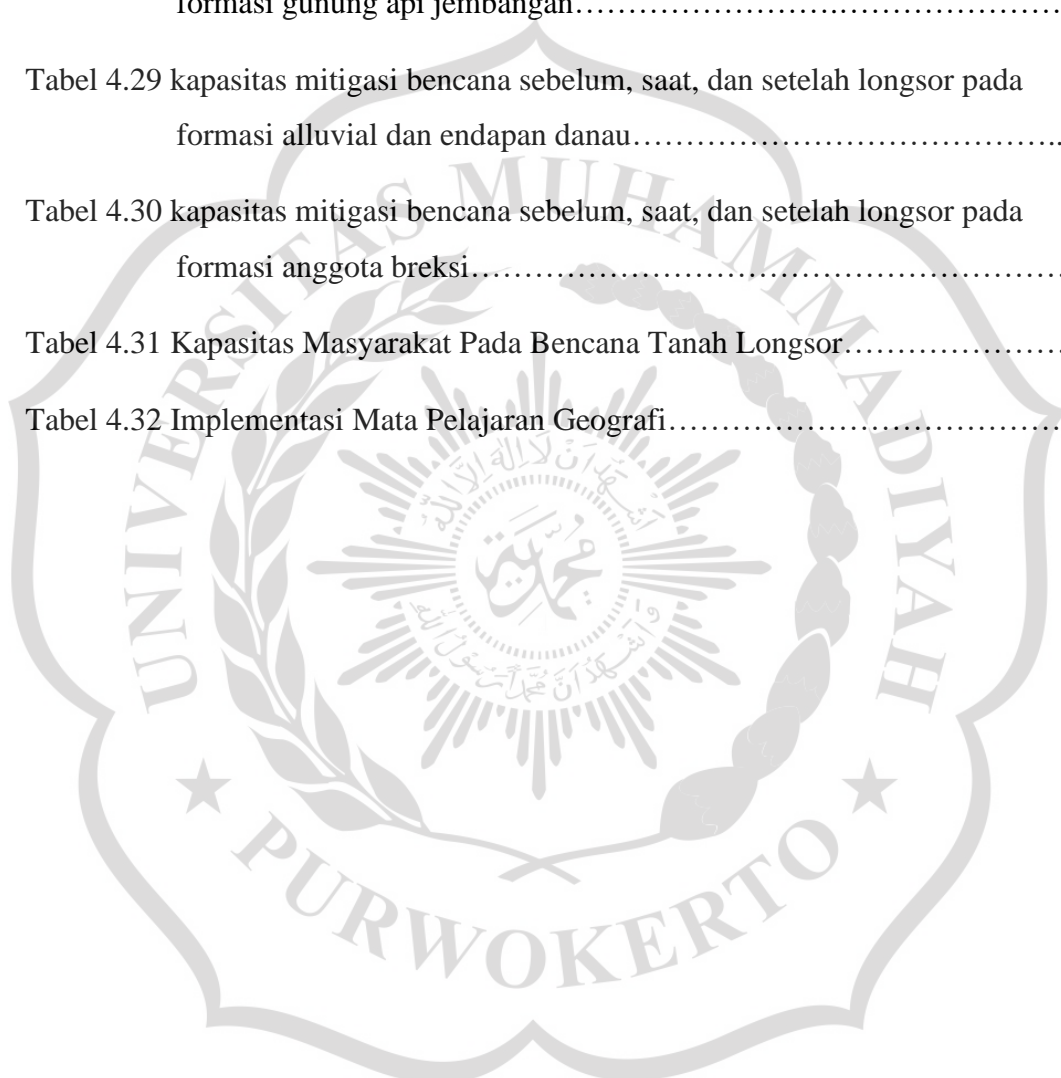 formasi gunung api jembangan…………………….…………………
Tabel 4.29 kapasitas mitigasi bencana sebelum, saat, dan setelah longsor pada
formasi alluvial dan endapan danau…………………………………..
Tabel 4.30 kapasitas mitigasi bencana sebelum, saat, dan setelah longsor pada
formasi anggota breksi………………………………………………
Tabel 4.31 Kapasitas Masyarakat Pada Bencana Tanah Longsor…………………
Tabel 4.32 Implementasi Mata Pelajaran Geografi………………………………
UNIVERSITAS MUHAMMADIYAH
PURWOKERTO